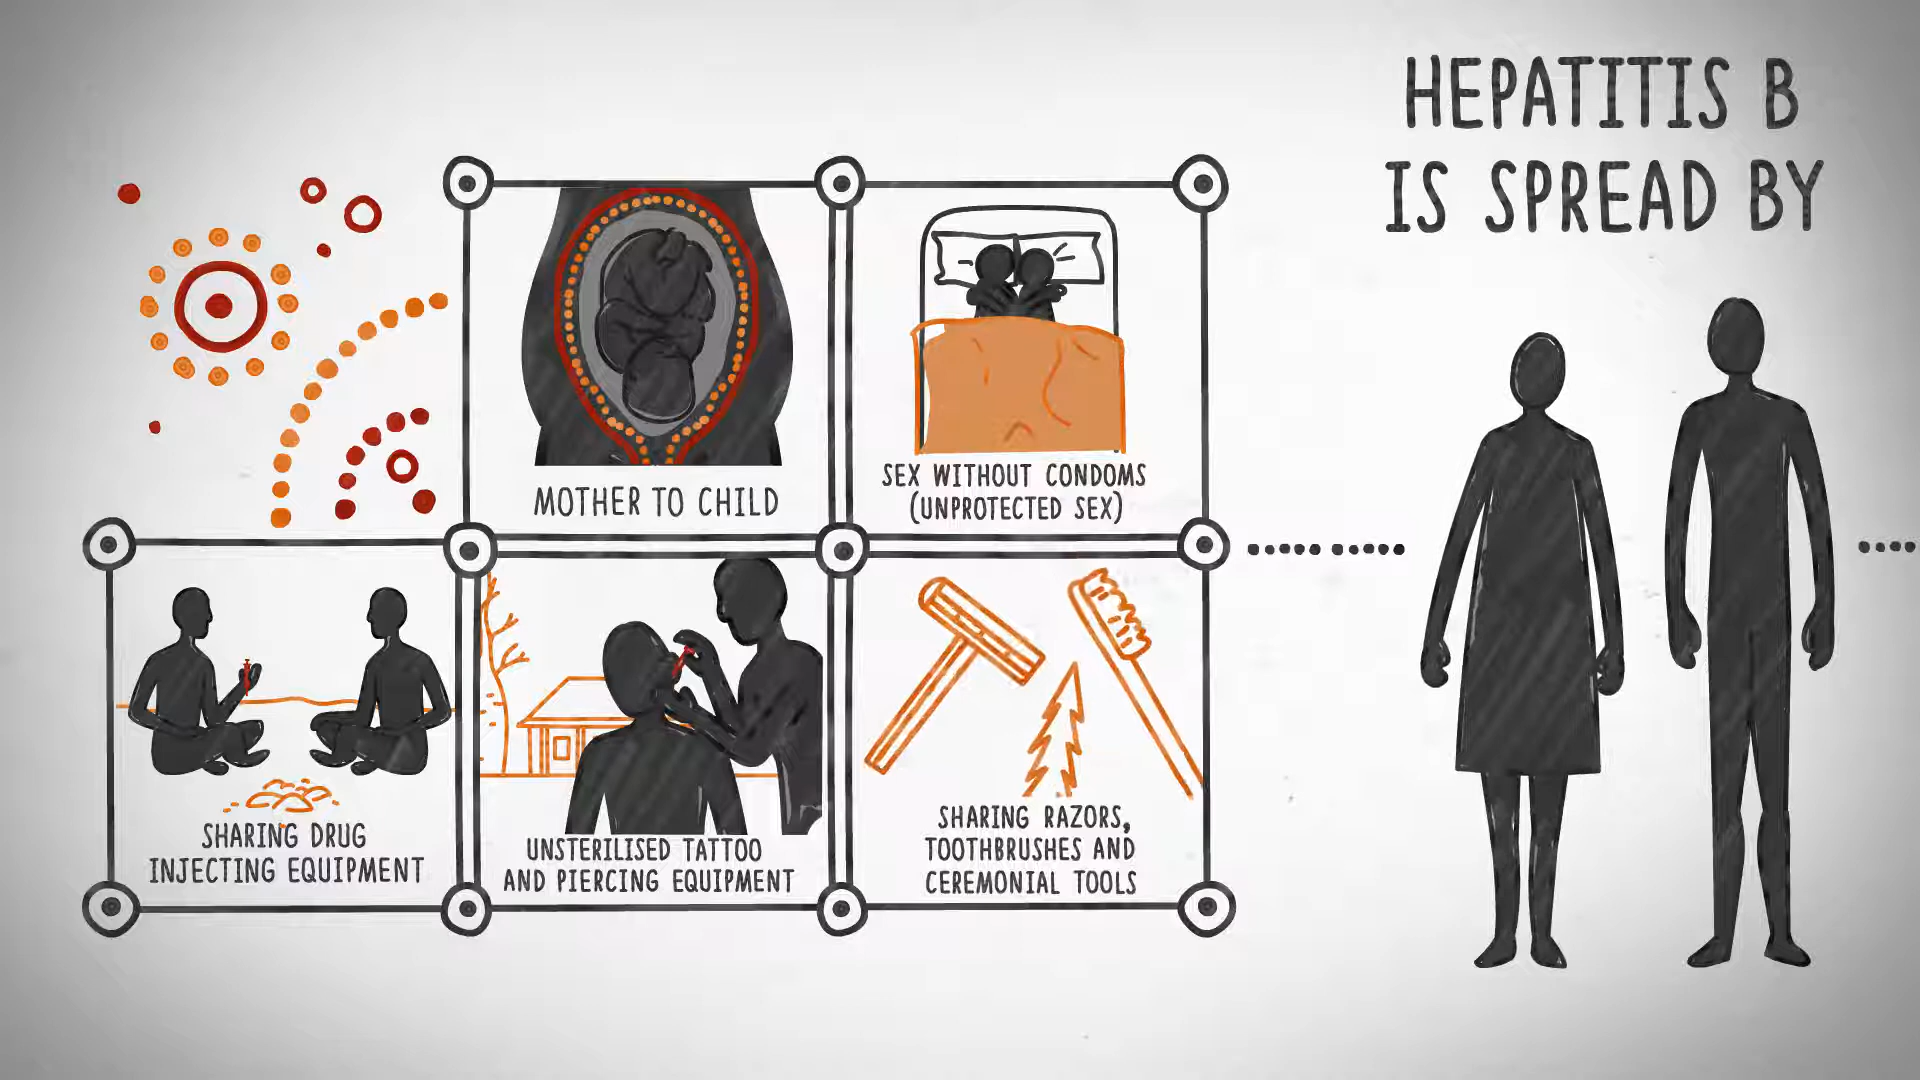 HEPATITIS B
IS SPREAD BY
MOTHER TO CHILD
SEX WITHOUT CONDOMS
(UNPROTECTED SEX)
SHARING DRUG
INJECTING EQUIPMENT
UNSTERILISED TATTOO
AND PIERCING EQUIPMENT
SHARING RAZORS,
TOOTHBRUSHES AND
CEREMONIAL TOOLS